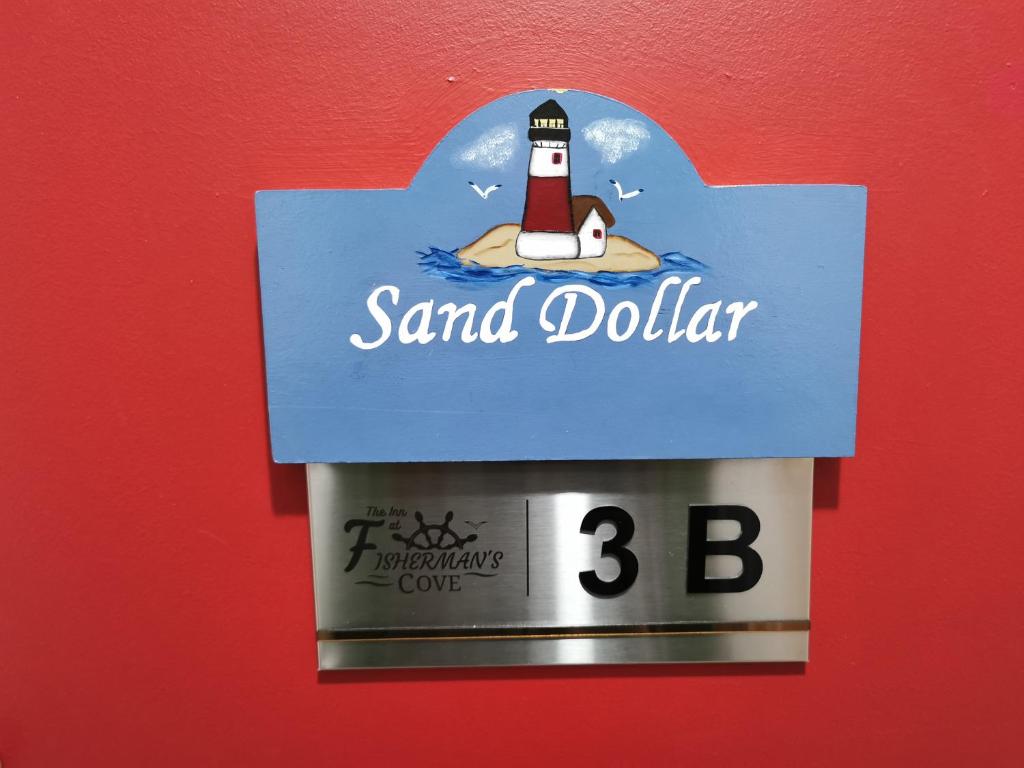 Sand Dollar
The Inn
at
FISHERMAN'S
COVE
3 B